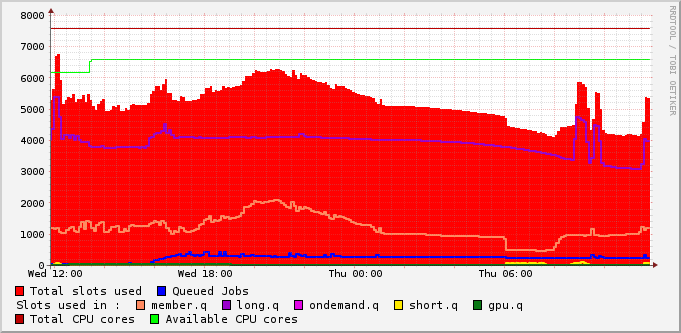 8000
7000
6000
5000
4000
3000
2000
1000
0
Wed 12:00 Wed 18:00 Thu 00:00 Thu 06:00
Total slots used Queued Jobs
Slots used in : member.q long.q ondemand.q short.q gpu.q
Total CPU cores Available CPU cores
RRDTOOL / TOBI OETIKER